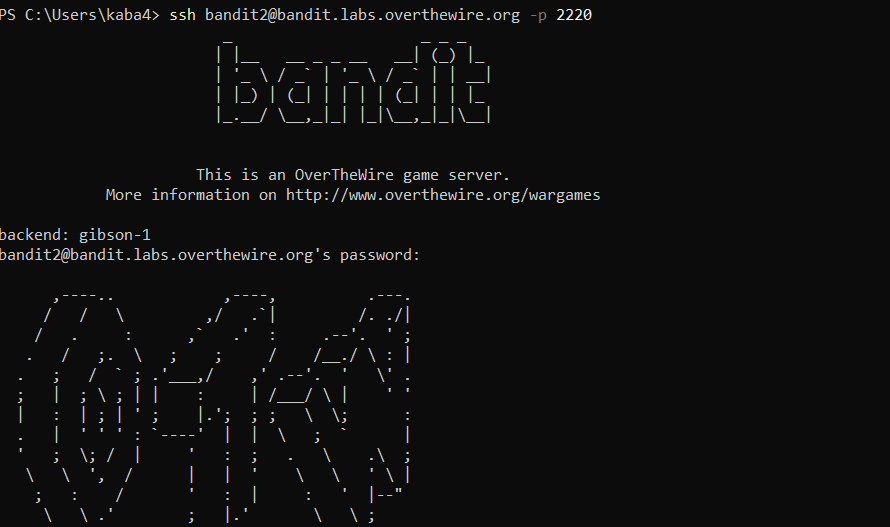 PS C:\Users\kaba4> ssh bandit2@bandit.labs.overthewire.org -p 2220
                         _                     _ _ _
                        | |__   __ _ _ __   __| (_) |_
                        | '_ \ / _` | '_ \ / _` | | __|
                        | |_) | (_| | | | | (_| | | |_
                        |_.__/ \__,_|_| |_|\__,_|_|\__|
This is an OverTheWire game server.
More information on http://www.overthewire.org/wargames
backend: gibson-1
bandit2@bandit.labs.overthewire.org's password:
      ,----..            ,----,          .---.
     /   /   \         ,/   .`|         /. ./|
    /   .     :      ,`   .'  :     .--'.  ' ;
   .   /   ;.  \   ;    ;     /    /__./ \ : |
  .   ;   /  ` ; .'___,/    ,' .--'.  '   \' .
  ;   |  ; \ ; | |    :     | /___/ \ |    ' '
  |   :  | ; | ' ;    |.';  ; ;   \  \;      :
  .   |  ' ' ' : `----'  |  |  \   ;  `      |
  '   ;  \; /  |     '   :  ;   .   \    .\  ;
   \   \  ',  /      |   |  '    \   \   ' \ |
    ;   :    /       '   :  |     :   '  |--"
     \   \ .'        ;   |.'       \   \ ;